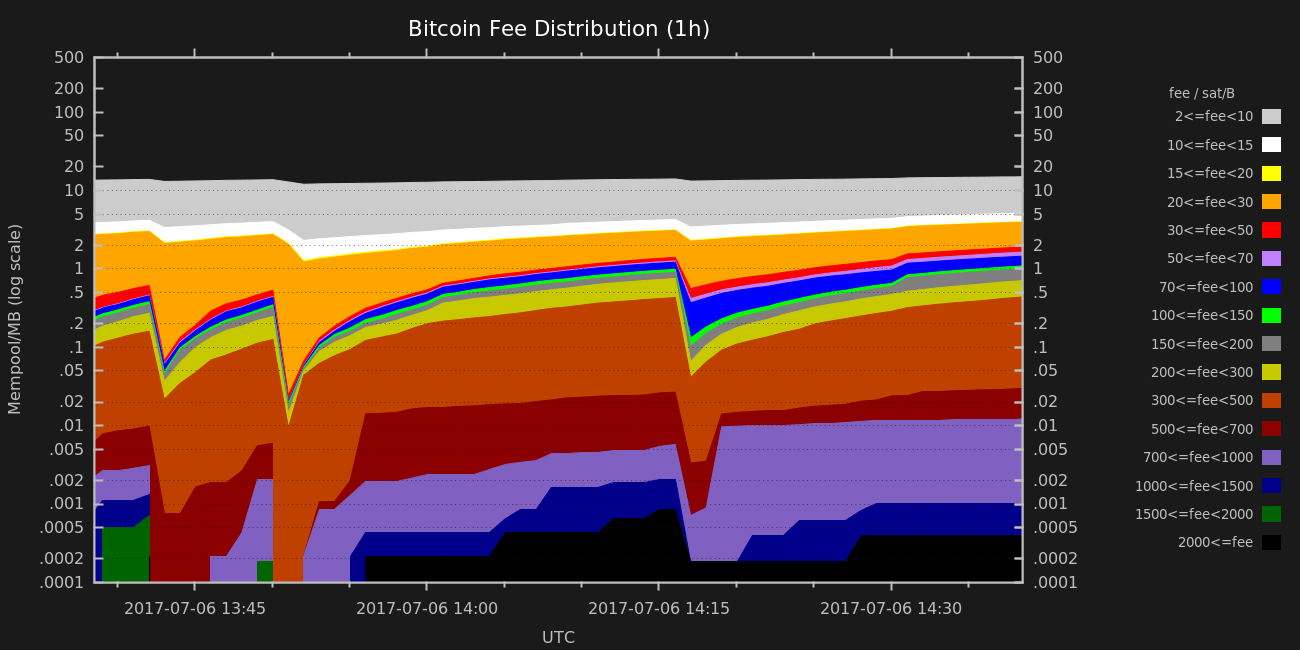 Bitcoin Fee Distribution (1h)
500 500
200 200
100 100
50 50
20 20
10 10
5 5
2 2
1 1
.5 .5
.2 .2
.1 .1
.05 .05
.02 .02
.01 .01
.005 .005
.002 .002
.001 .001
.0005 .0005
.0002 .0002
.0001 .0001
Mempool/MB (log scale)
2017-07-06 13:45 2017-07-06 14:00 2017-07-06 14:15 2017-07-06 14:30
UTC
fee / sat/B
2<=fee<10
10<=fee<15
15<=fee<20
20<=fee<30
30<=fee<50
50<=fee<70
70<=fee<100
100<=fee<150
150<=fee<200
200<=fee<300
300<=fee<500
500<=fee<700
700<=fee<1000
1000<=fee<1500
1500<=fee<2000
2000<=fee